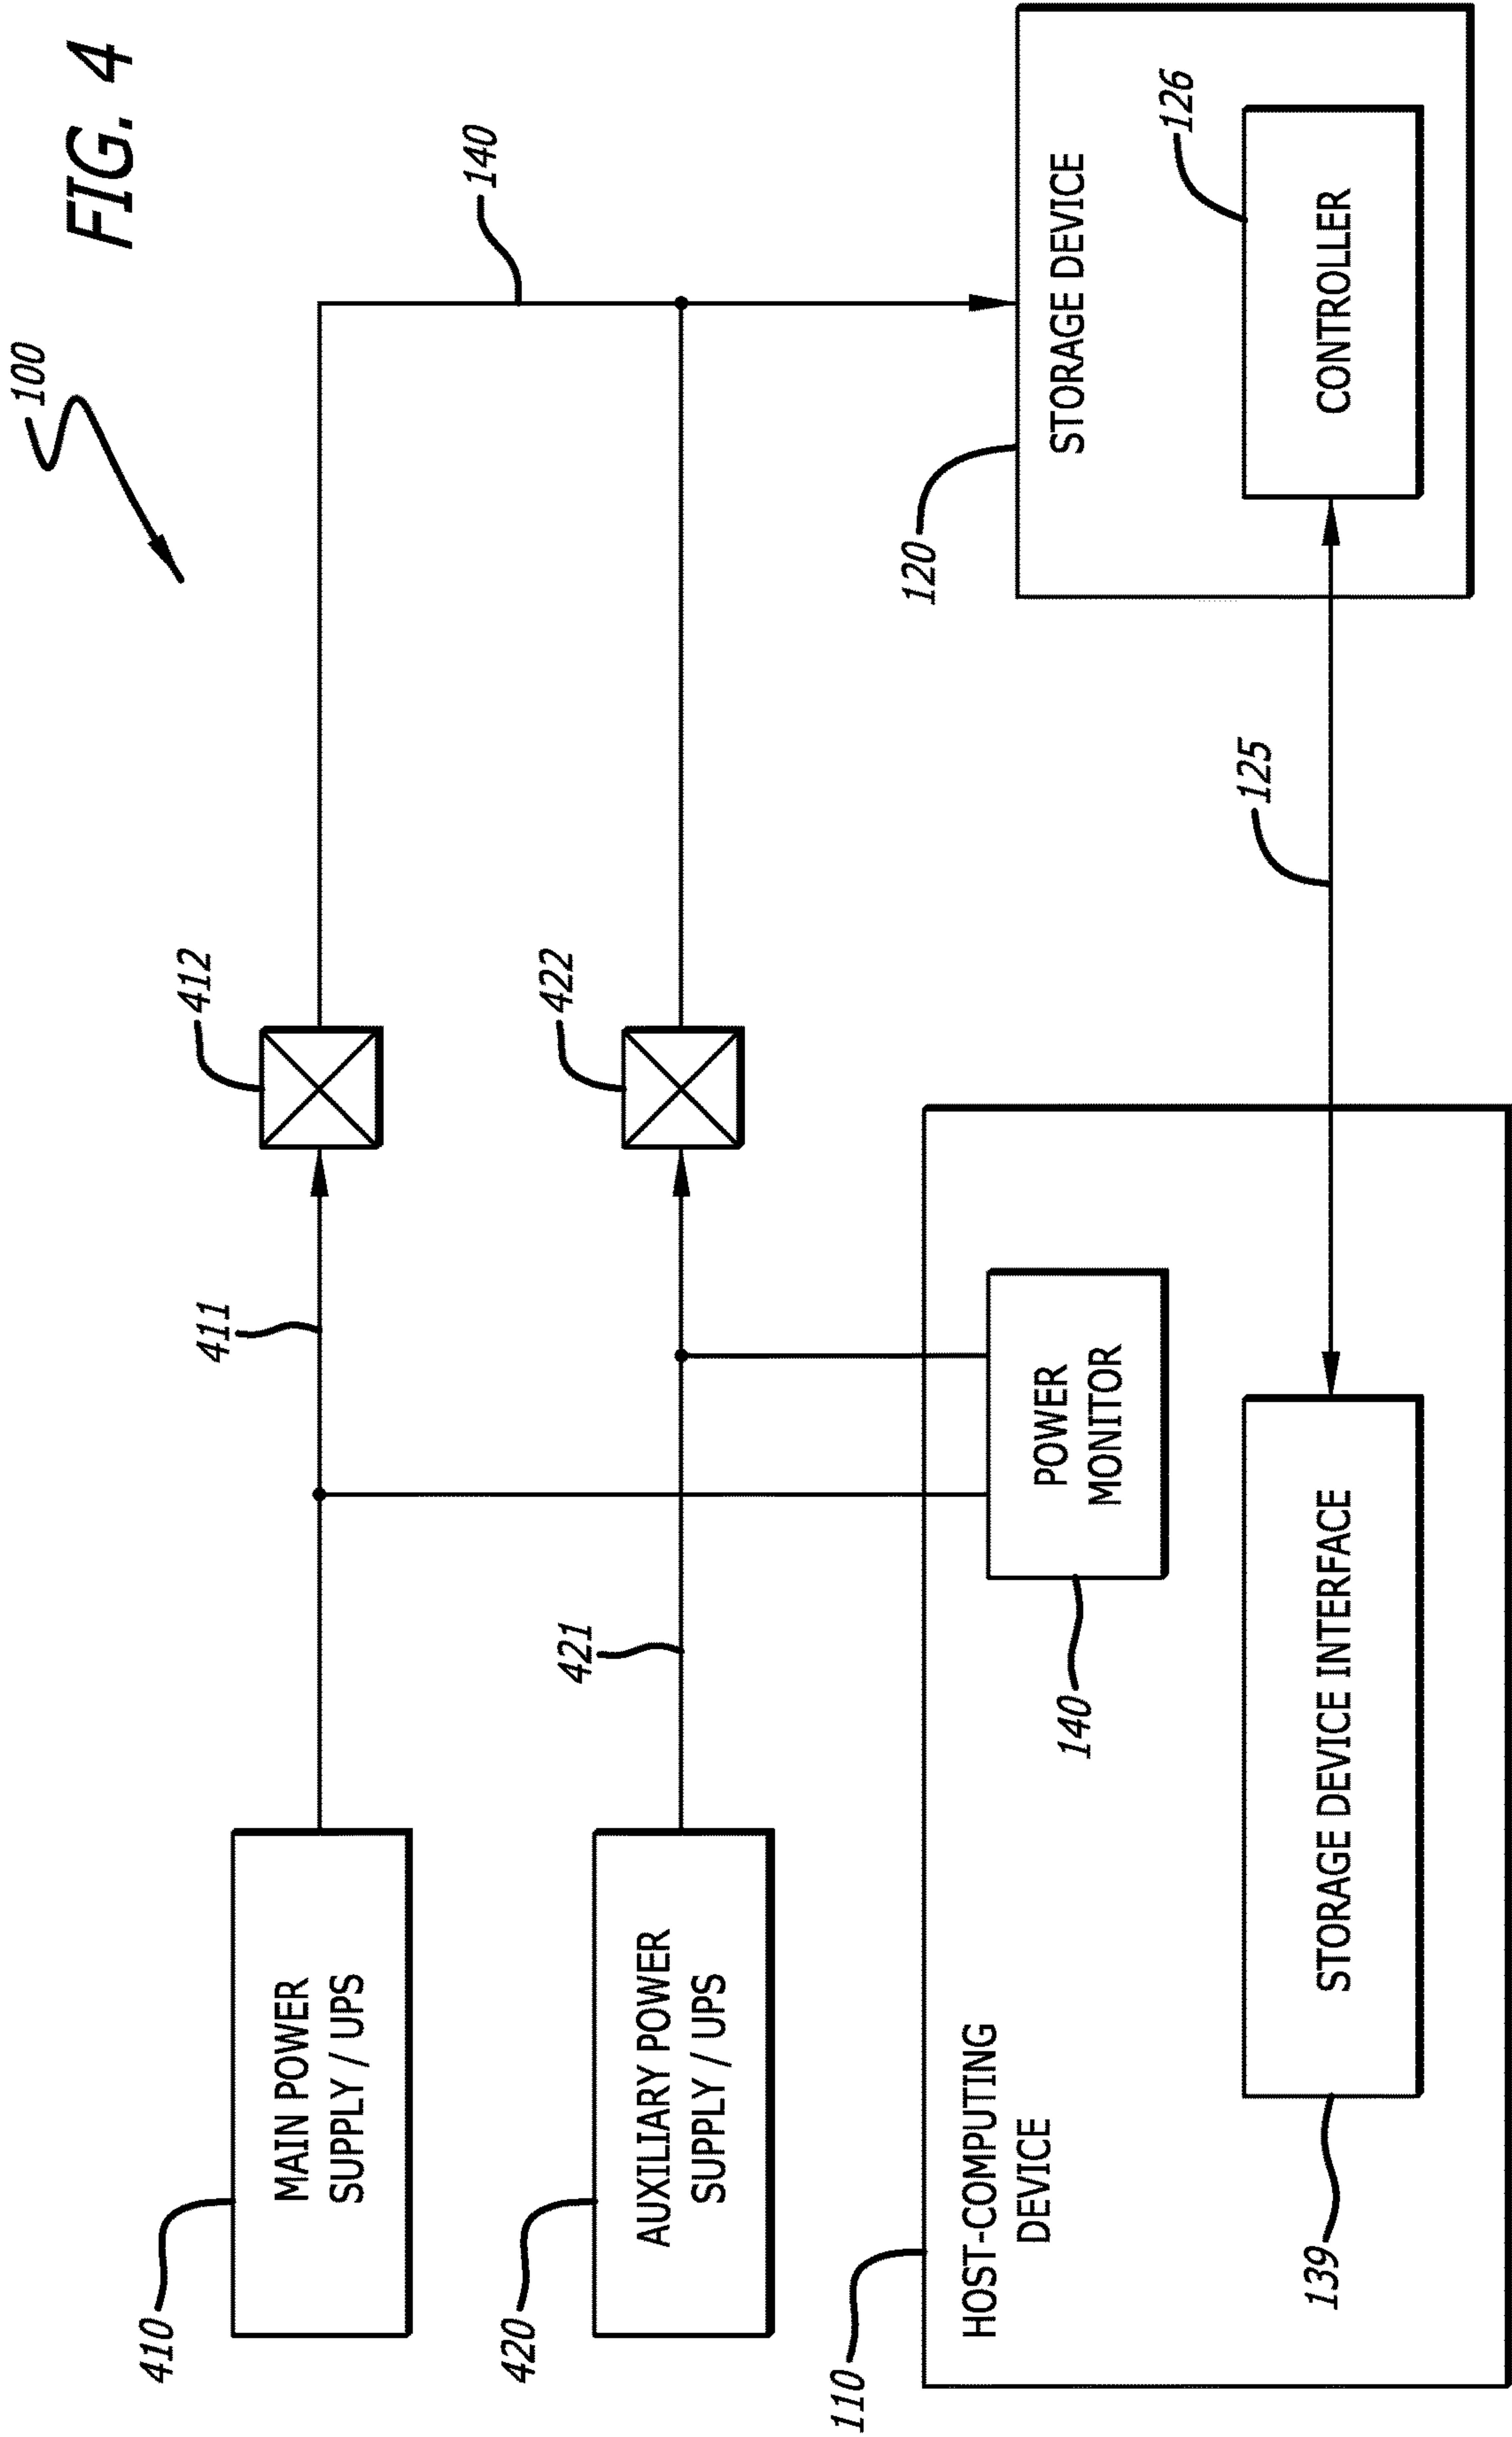 FIG. 4
100
140
412
411
410
MAIN POWER
SUPPLY / UPS
422
421
420
AUXILIARY POWER
SUPPLY / UPS
110
HOST-COMPUTING
DEVICE
POWER
MONITOR
140
STORAGE DEVICE INTERFACE
139
125
120
STORAGE DEVICE
126
CONTROLLER